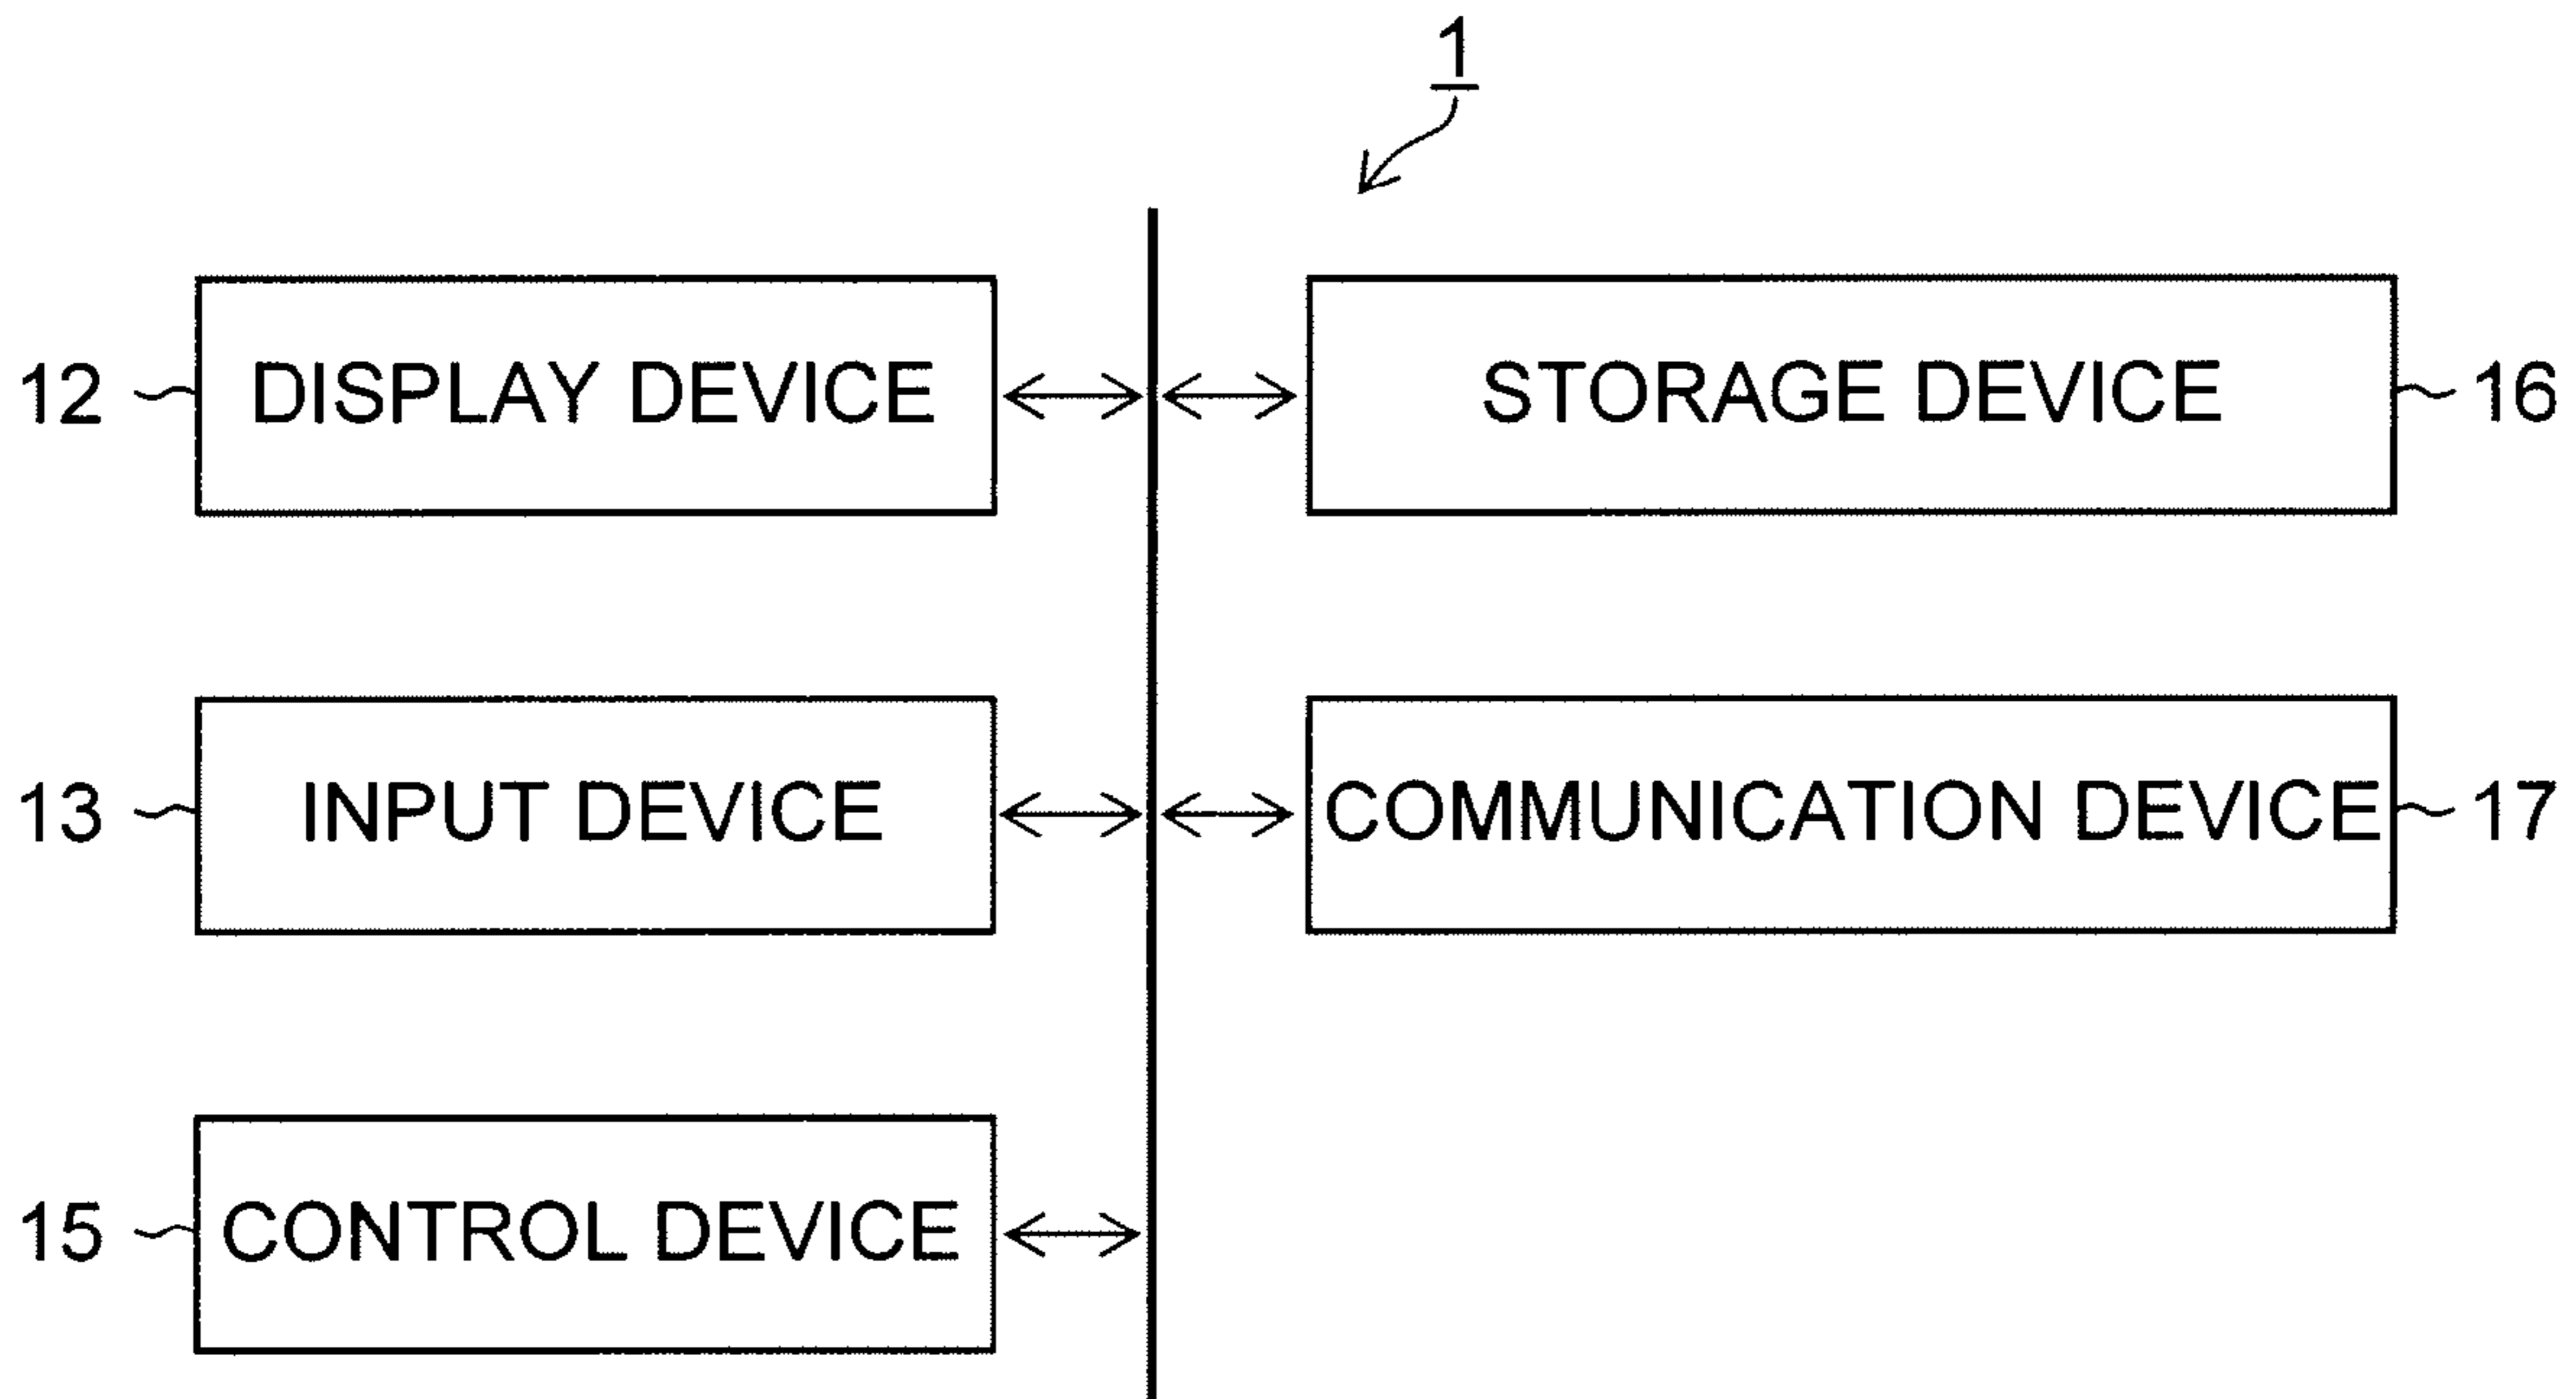 1
12 DISPLAY DEVICE
STORAGE DEVICE 16
13 INPUT DEVICE
COMMUNICATION DEVICE 17
15 CONTROL DEVICE